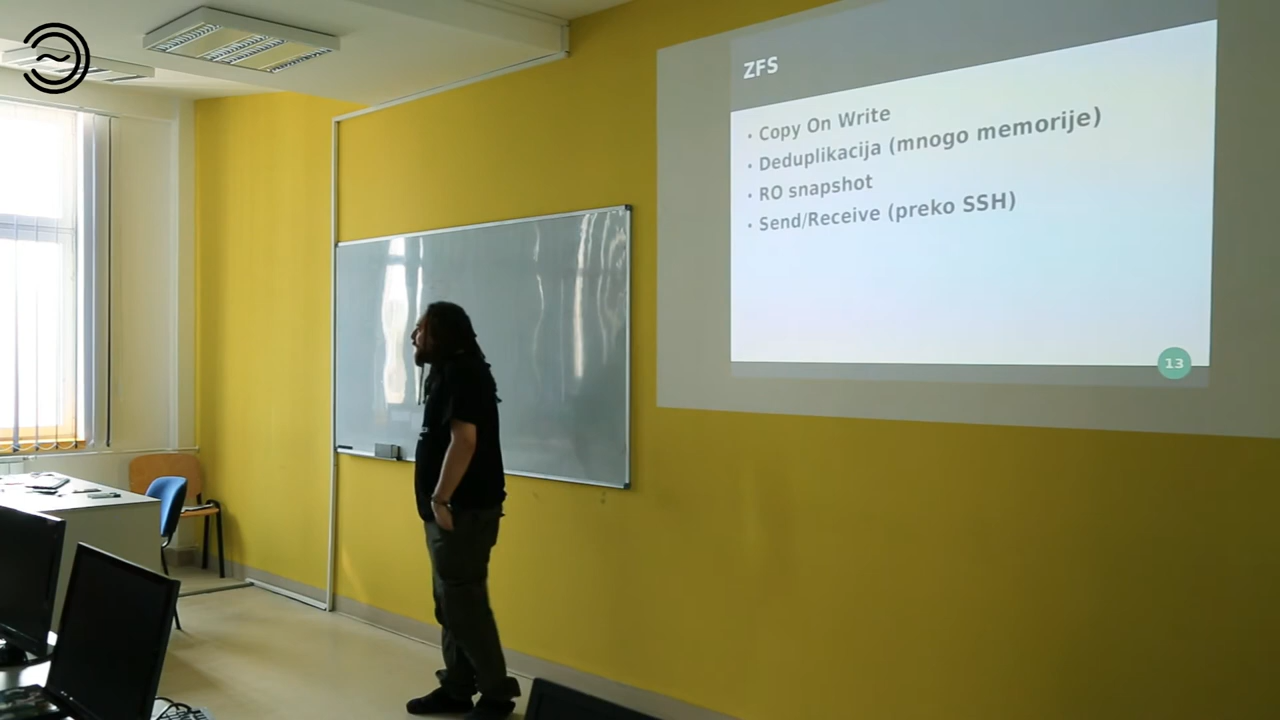 ZFS
• Copy On Write
• Deduplikacija (mnogo memorije)
• RO snapshot
• Send/Receive (preko SSH)
13